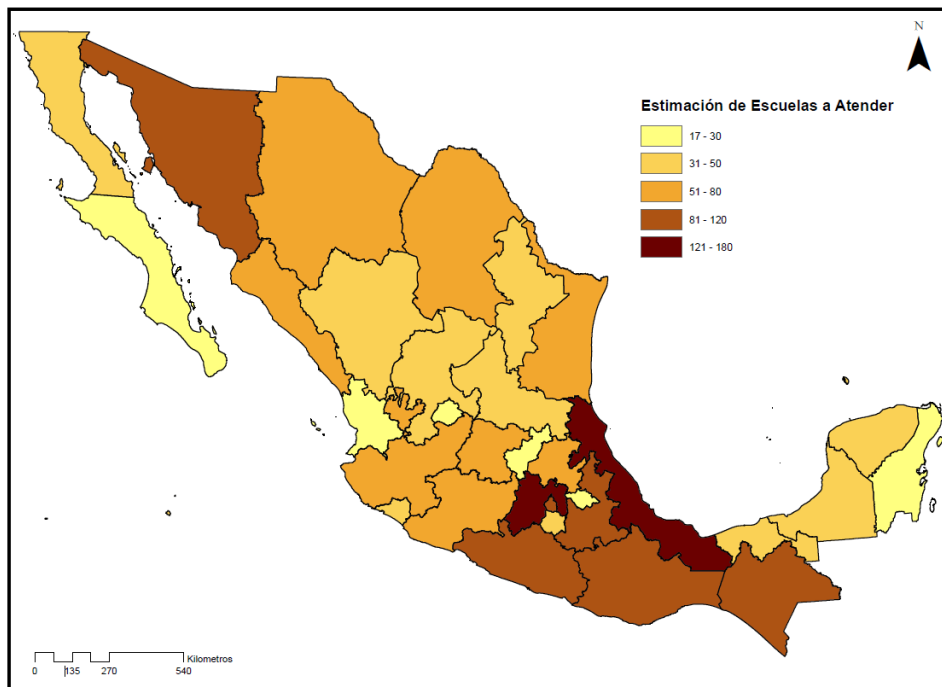 N
Estimación de Escuelas a Atender
17 - 30
31 - 50
51 - 80
81 - 120
121 - 180
Kilometros
0 135 270 540